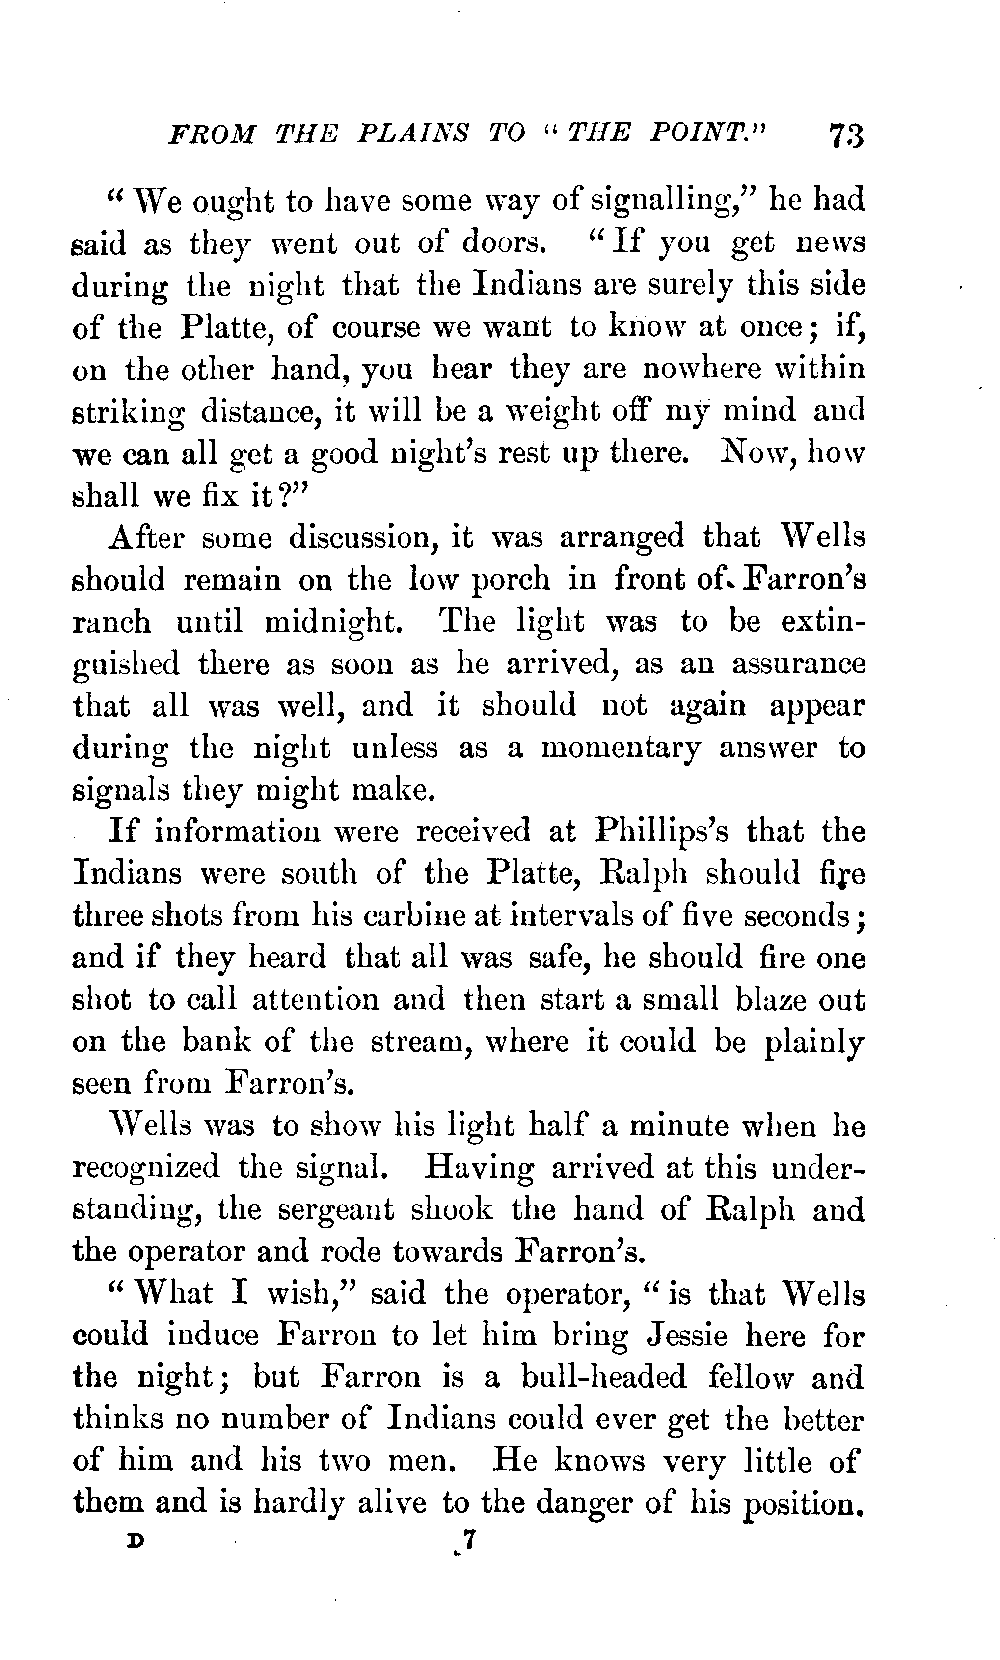 FROM THE PLAINS TO “THE POINT.” 73
“We ought to have some way of signalling,” he had
said as they went out of doors. “If you get news
during the night that the Indians are surely this side
of the Platte, of course we want to know at once; if,
on the other hand, you hear they are nowhere within
striking distance, it will be a weight off my mind and
we can all get a good night’s rest up there. Now, how
shall we fix it?”
After some discussion, it was arranged that Wells
should remain on the low porch in front of Farron’s
ranch until midnight. The light was to be extin-
guished there as soon as he arrived, as an assurance
that all was well, and it should not again appear
during the night unless as a momentary answer to
signals they might make.
If information were received at Phillips’s that the
Indians were south of the Platte, Ralph should fire
three shots from his carbine at intervals of five seconds;
and if they heard that all was safe, he should fire one
shot to call attention and then start a small blaze out
on the bank of the stream, where it could be plainly
seen from Farron’s.
Wells was to show his light half a minute when he
recognized the signal. Having arrived at this under-
standing, the sergeant shook the hand of Ralph and
the operator and rode towards Farron’s.
“What I wish,” said the operator, “is that Wells
could induce Farron to let him bring Jessie here for
the night; but Farron is a bull-headed fellow and
thinks no number of Indians could ever get the better
of him and his two men. He knows very little of
them and is hardly alive to the danger of his position.
D 7